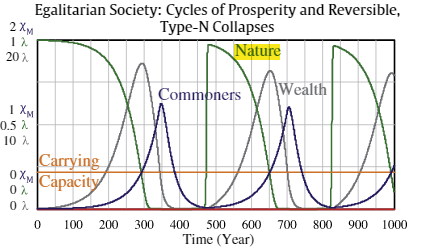 Egalitarian Society: Cycles of Prosperity and Reversible,
Type-N Collapses
2 χM
1 λ
20 λ
Nature
Wealth
Commoners
1 χM
0.5 λ
10 λ
Carrying
Capacity
0 χM
0 λ
0 λ
0 100 200 300 400 500 600 700 800 900 1000
Time (Year)